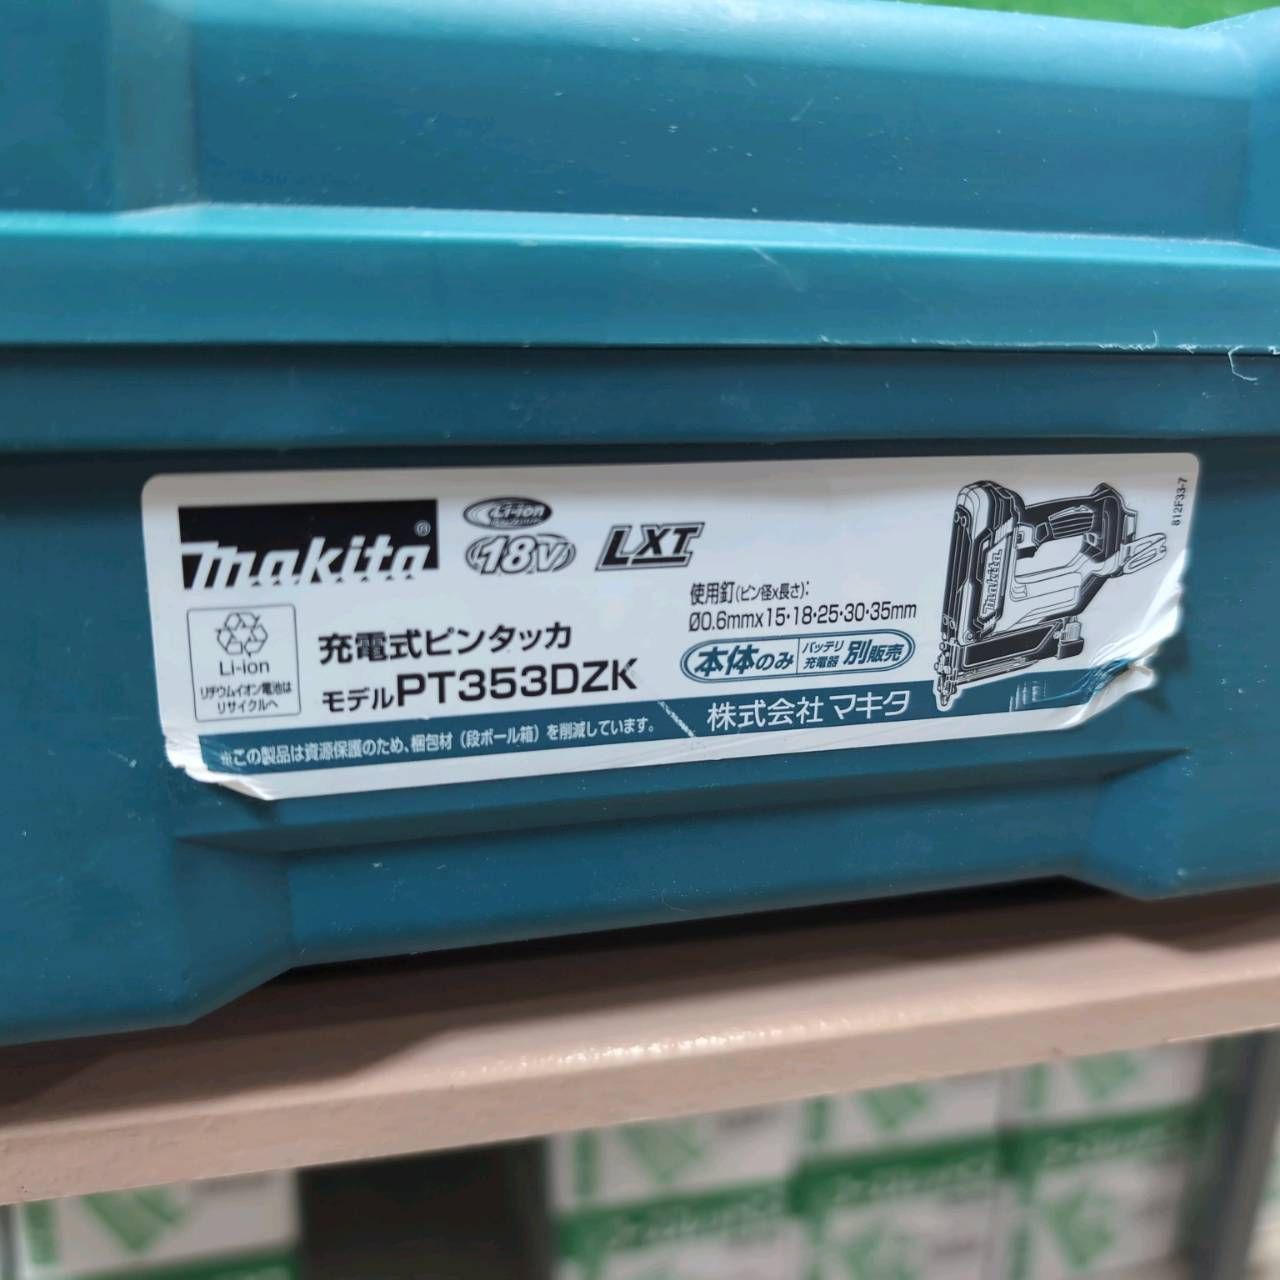 makita®
Li-ion
18V
LXT
812F33-7
使用釘(ピン径x長さ):
Ø0.6mmx15・18・25・30・35mm
makita
Li-ion
リチウムイオン電池は
リサイクルへ
充電式ピンタッカ
モデルPT353DZK
本体のみ バッテリ 充電器 別販売
※この製品は資源保護のため、梱包材(段ボール箱)を削減しています。
株式会社マキタ